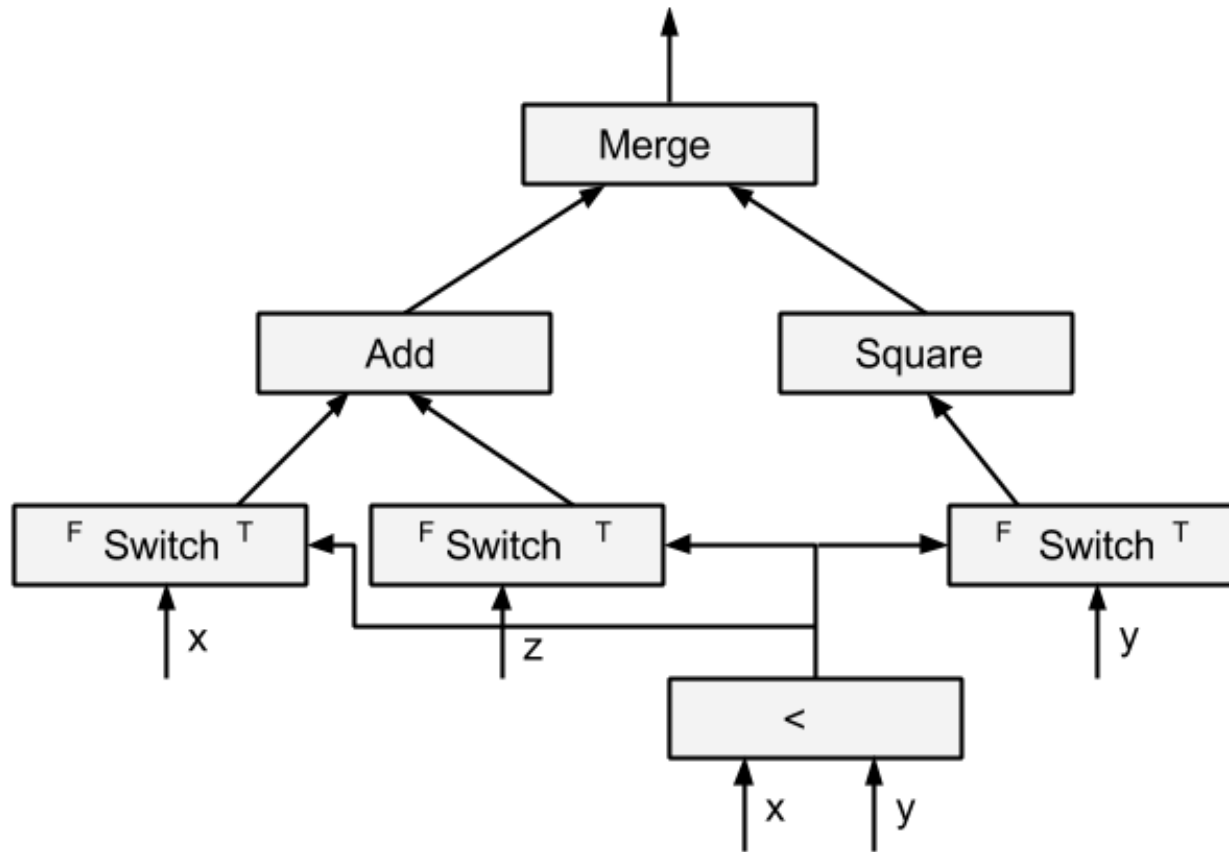 Merge
Add
Square
F Switch T
F Switch T
F Switch T
x
z
y
<
x
y